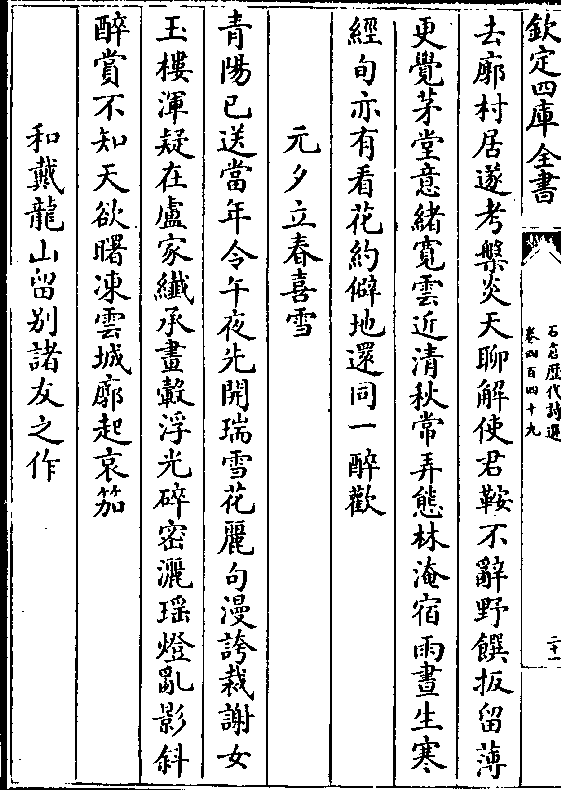 欽定四庫全書
石倉歷代詩選
卷四百四十九
二十一
去廓村居遂考槃炎天聊解使君鞍不辭野饌扳留薄
更覺茅堂意緒寬雲近清秋常弄態林淹宿雨晝生寒
經句亦有看花約僻地還同一醉歡
元夕立春喜雪
青陽已送當年令午夜先開瑞雪花麗句漫誇裁謝女
玉樓渾疑在盧家纖承畫轂浮光碎密灑瑶燈亂影斜
醉賞不知天欲曙凍雲城廓起哀笳
和戴龍山留别諸友之作